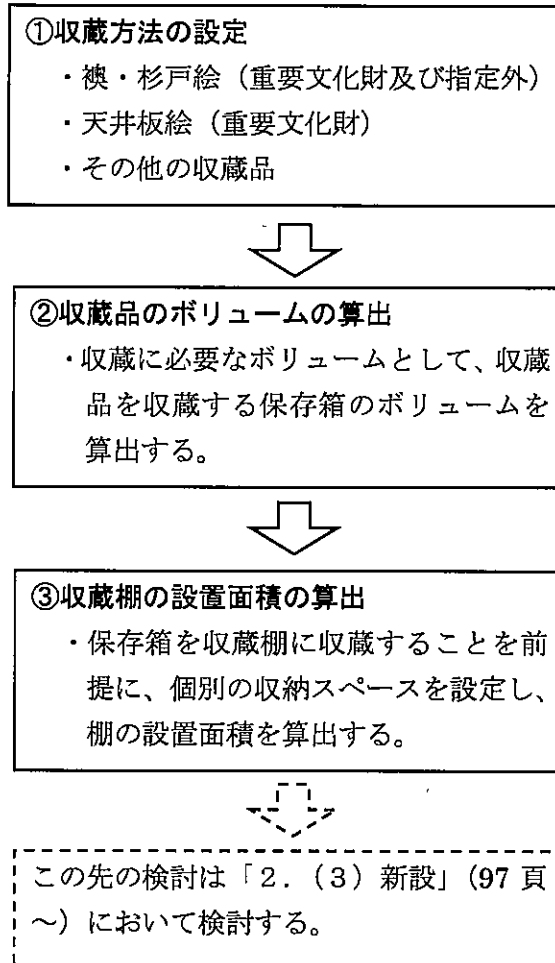 ①収蔵方法の設定
・襖・杉戸絵（重要文化財及び指定外）
・天井板絵（重要文化財）
・その他の収蔵品
②収蔵品のボリュームの算出
・収蔵に必要なボリュームとして、収蔵
品を収蔵する保存箱のボリュームを
算出する。
③収蔵棚の設置面積の算出
・保存箱を収蔵棚に収蔵することを前
提に、個別の収納スペースを設定し、
棚の設置面積を算出する。
この先の検討は「２．（３）新設」（97 頁
～）において検討する。